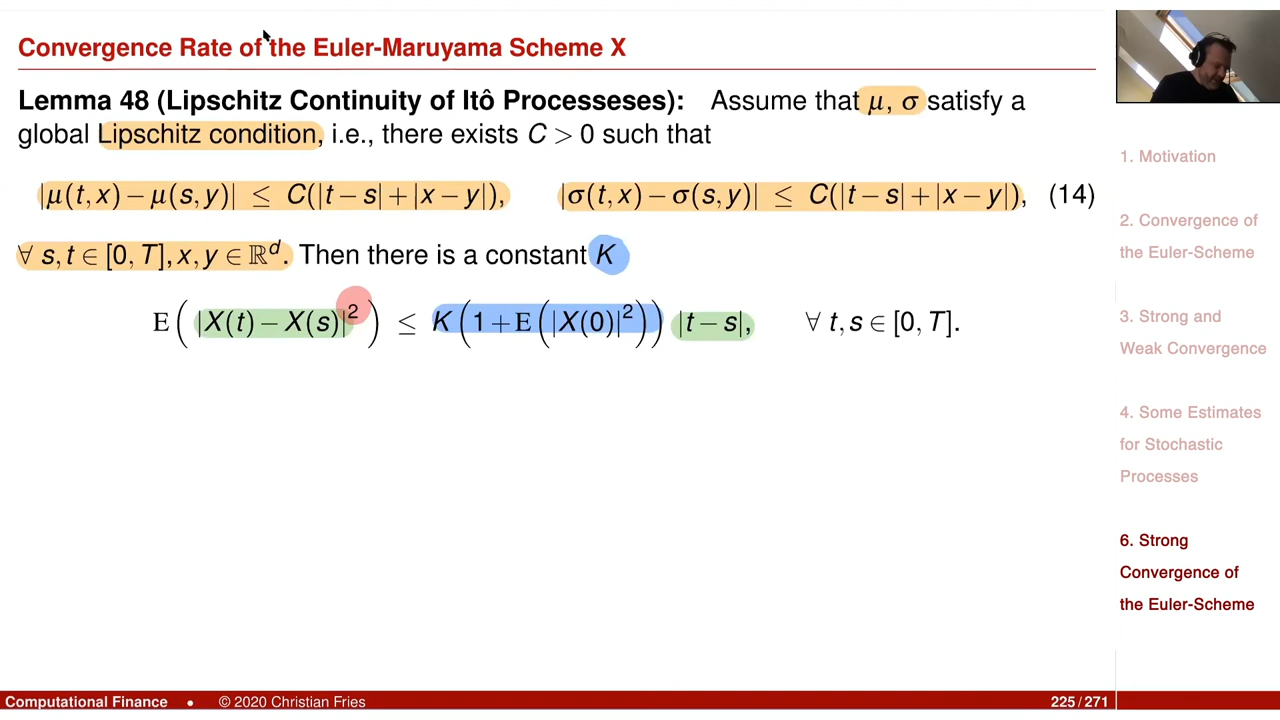 Convergence Rate of the Euler-Maruyama Scheme X
Lemma 48 (Lipschitz Continuity of Itô Processeses): Assume that μ, σ satisfy a
global Lipschitz condition, i.e., there exists C > 0 such that
|μ(t,x) − μ(s,y)| ≤ C(|t − s| + |x − y|), |σ(t,x) − σ(s,y)| ≤ C(|t − s| + |x − y|), (14)
∀ s,t ∈ [0,T], x,y ∈ ℝᵈ. Then there is a constant K
E(|X(t) − X(s)|²) ≤ K(1 + E(|X(0)|²)) |t − s|, ∀ t,s ∈ [0,T].
1. Motivation
2. Convergence of
the Euler-Scheme
3. Strong and
Weak Convergence
4. Some Estimates
for Stochastic
Processes
6. Strong
Convergence of
the Euler-Scheme
Computational Finance • © 2020 Christian Fries 225/271